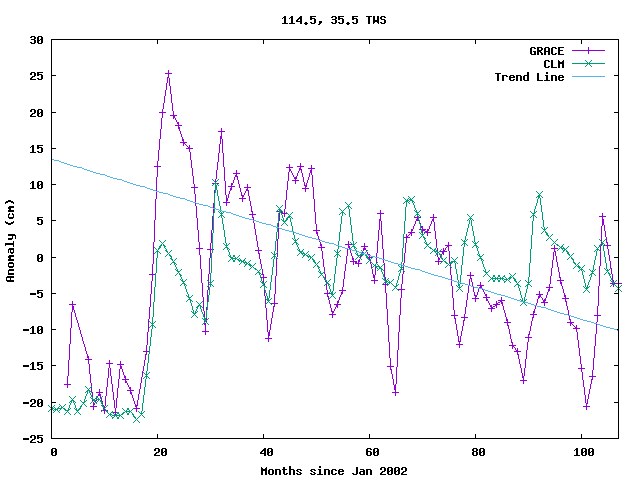 114.5, 35.5 TWS
GRACE
CLM
Trend Line
30
25
20
15
10
5
0
-5
-10
-15
-20
-25
Anomaly (cm)
0 20 40 60 80 100
Months since Jan 2002